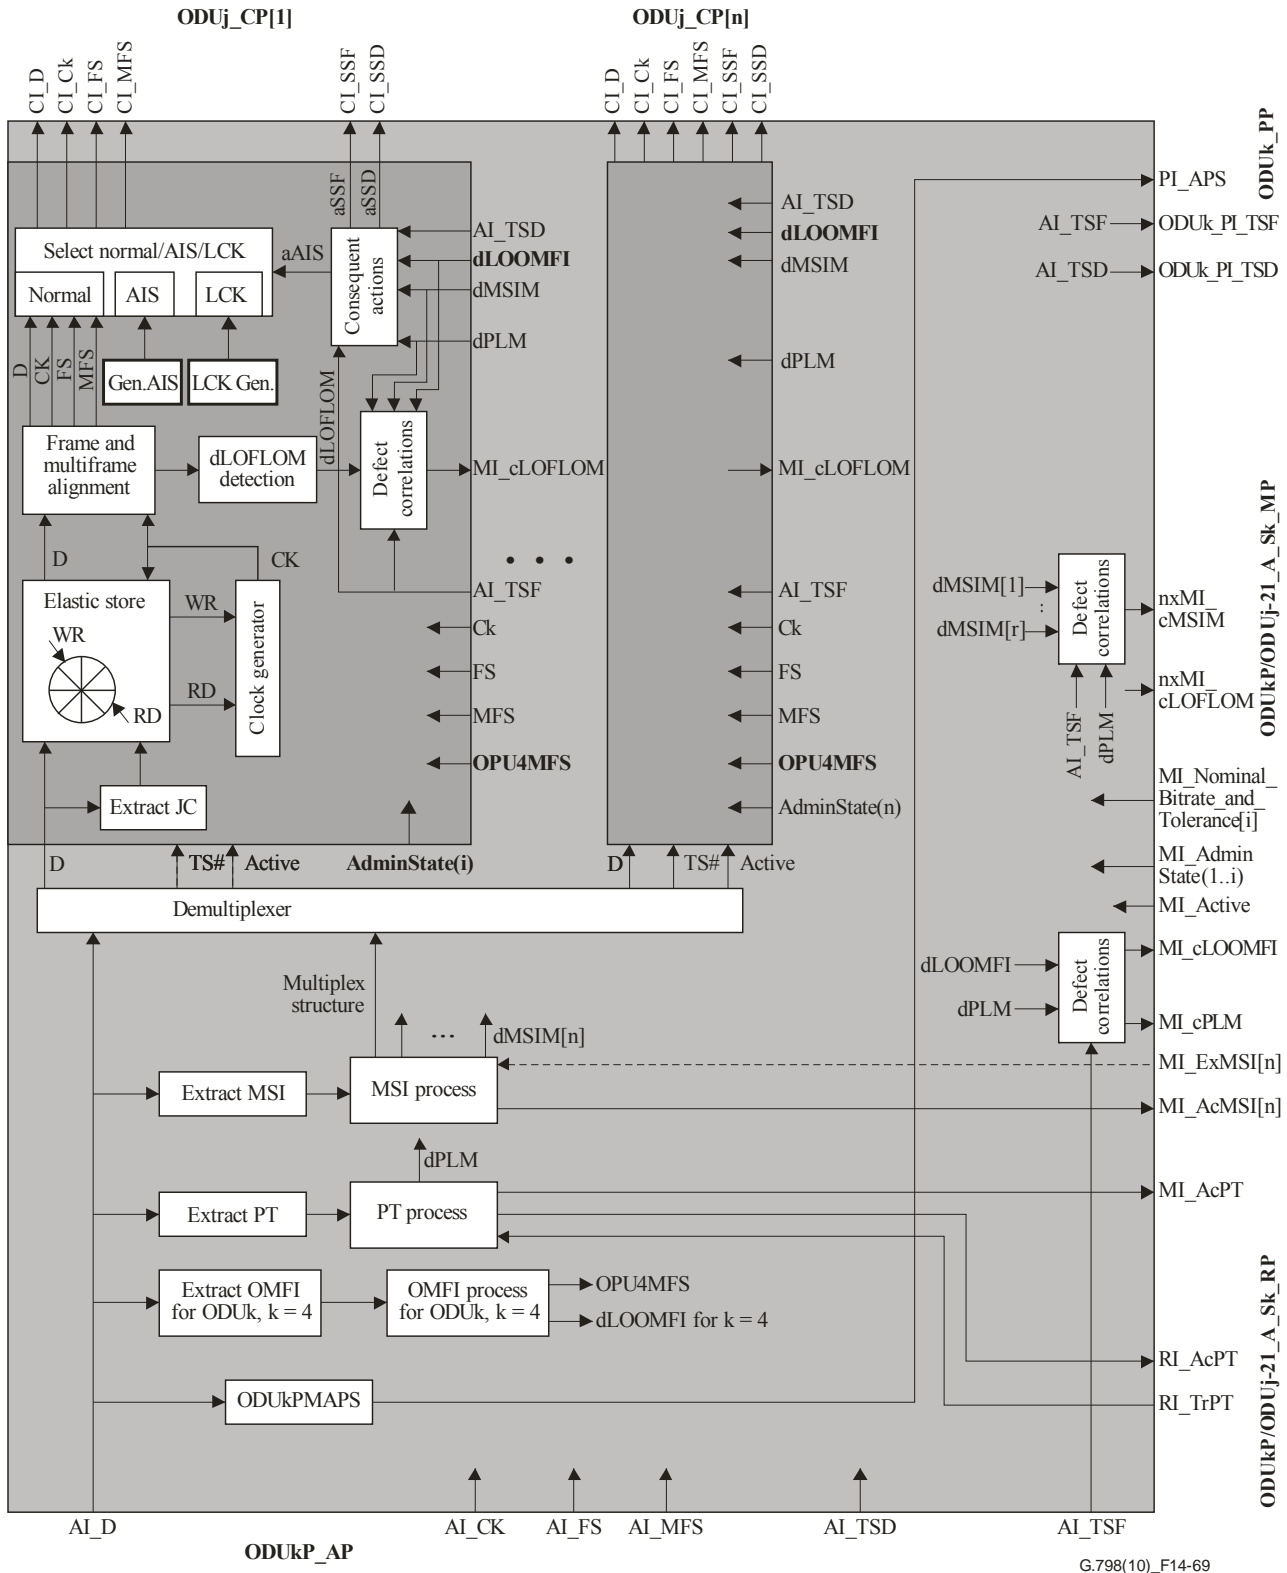 ODUj_CP[1]
ODUj_CP[n]
CI_D
CI_Ck
CI_FS
CI_MFS
CI_SSF
CI_SSD
CI_D
CI_Ck
CI_FS
CI_MFS
CI_SSF
CI_SSD
ODUk_PP
PI_APS
AI_TSF
ODUk_PI_TSF
AI_TSD
ODUk_PI_TSD
aSSF
aSSD
AI_TSD
dLOOMFI
dMSIM
dPLM
AI_TSD
dLOOMFI
dMSIM
dPLM
Select normal/AIS/LCK
Normal
AIS
LCK
aAIS
Consequent
actions
D
CK
FS
MFS
Gen.AIS
LCK Gen.
dLOFLOM
Frame and
multiframe
alignment
dLOFLOM
detection
Defect
correlations
MI_cLOFLOM
MI_cLOFLOM
D
CK
• • •
Elastic store
WR
WR
RD
RD
Clock generator
AI_TSF
Ck
FS
MFS
OPU4MFS
AI_TSF
Ck
FS
MFS
OPU4MFS
AdminState(n)
Extract JC
D
TS#
Active
AdminState(i)
D
TS#
Active
ODUkP/ODUj-21_A_Sk_MP
dMSIM[1]
:
dMSIM[r]
Defect
correlations
nxMI_
cMSIM
nxMI_
cLOFLOM
AI_TSF
dPLM
MI_Nominal_
Bitrate_and_
Tolerance[i]
MI_Admin
State(1..i)
MI_Active
Demultiplexer
Multiplex
structure
...
dMSIM[n]
dLOOMFI
dPLM
Defect
correlations
MI_cLOOMFI
MI_cPLM
Extract MSI
MSI process
MI_ExMSI[n]
MI_AcMSI[n]
dPLM
Extract PT
PT process
MI_AcPT
Extract OMFI
for ODUk, k = 4
OMFI process
for ODUk, k = 4
OPU4MFS
dLOOMFI for k = 4
ODUkP/ODUj-21_A_Sk_RP
RI_AcPT
ODUkPMAPS
RI_TrPT
AI_D
AI_CK
AI_FS
AI_MFS
AI_TSD
AI_TSF
ODUkP_AP
G.798(10)_F14-69